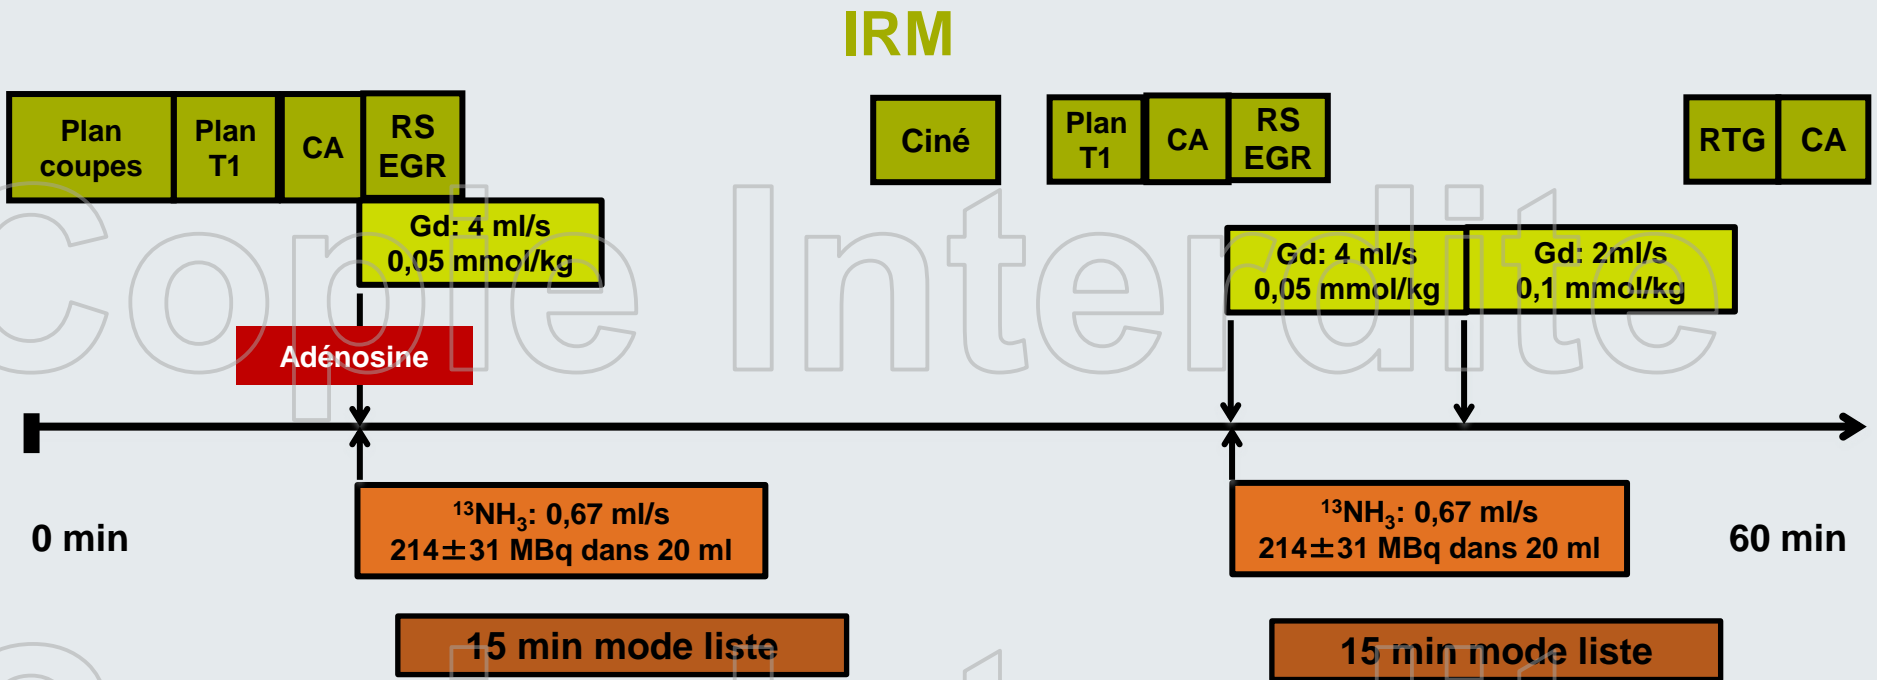 IRM
Plan
coupes
Plan
T1
CA
RS
EGR
Ciné
Plan
T1
CA
RS
EGR
RTG
CA
Gd: 4 ml/s
0,05 mmol/kg
Gd: 4 ml/s
0,05 mmol/kg
Gd: 2ml/s
0,1 mmol/kg
Copie Interdite
Adénosine
0 min
¹³NH₃: 0,67 ml/s
214±31 MBq dans 20 ml
¹³NH₃: 0,67 ml/s
214±31 MBq dans 20 ml
60 min
15 min mode liste
15 min mode liste